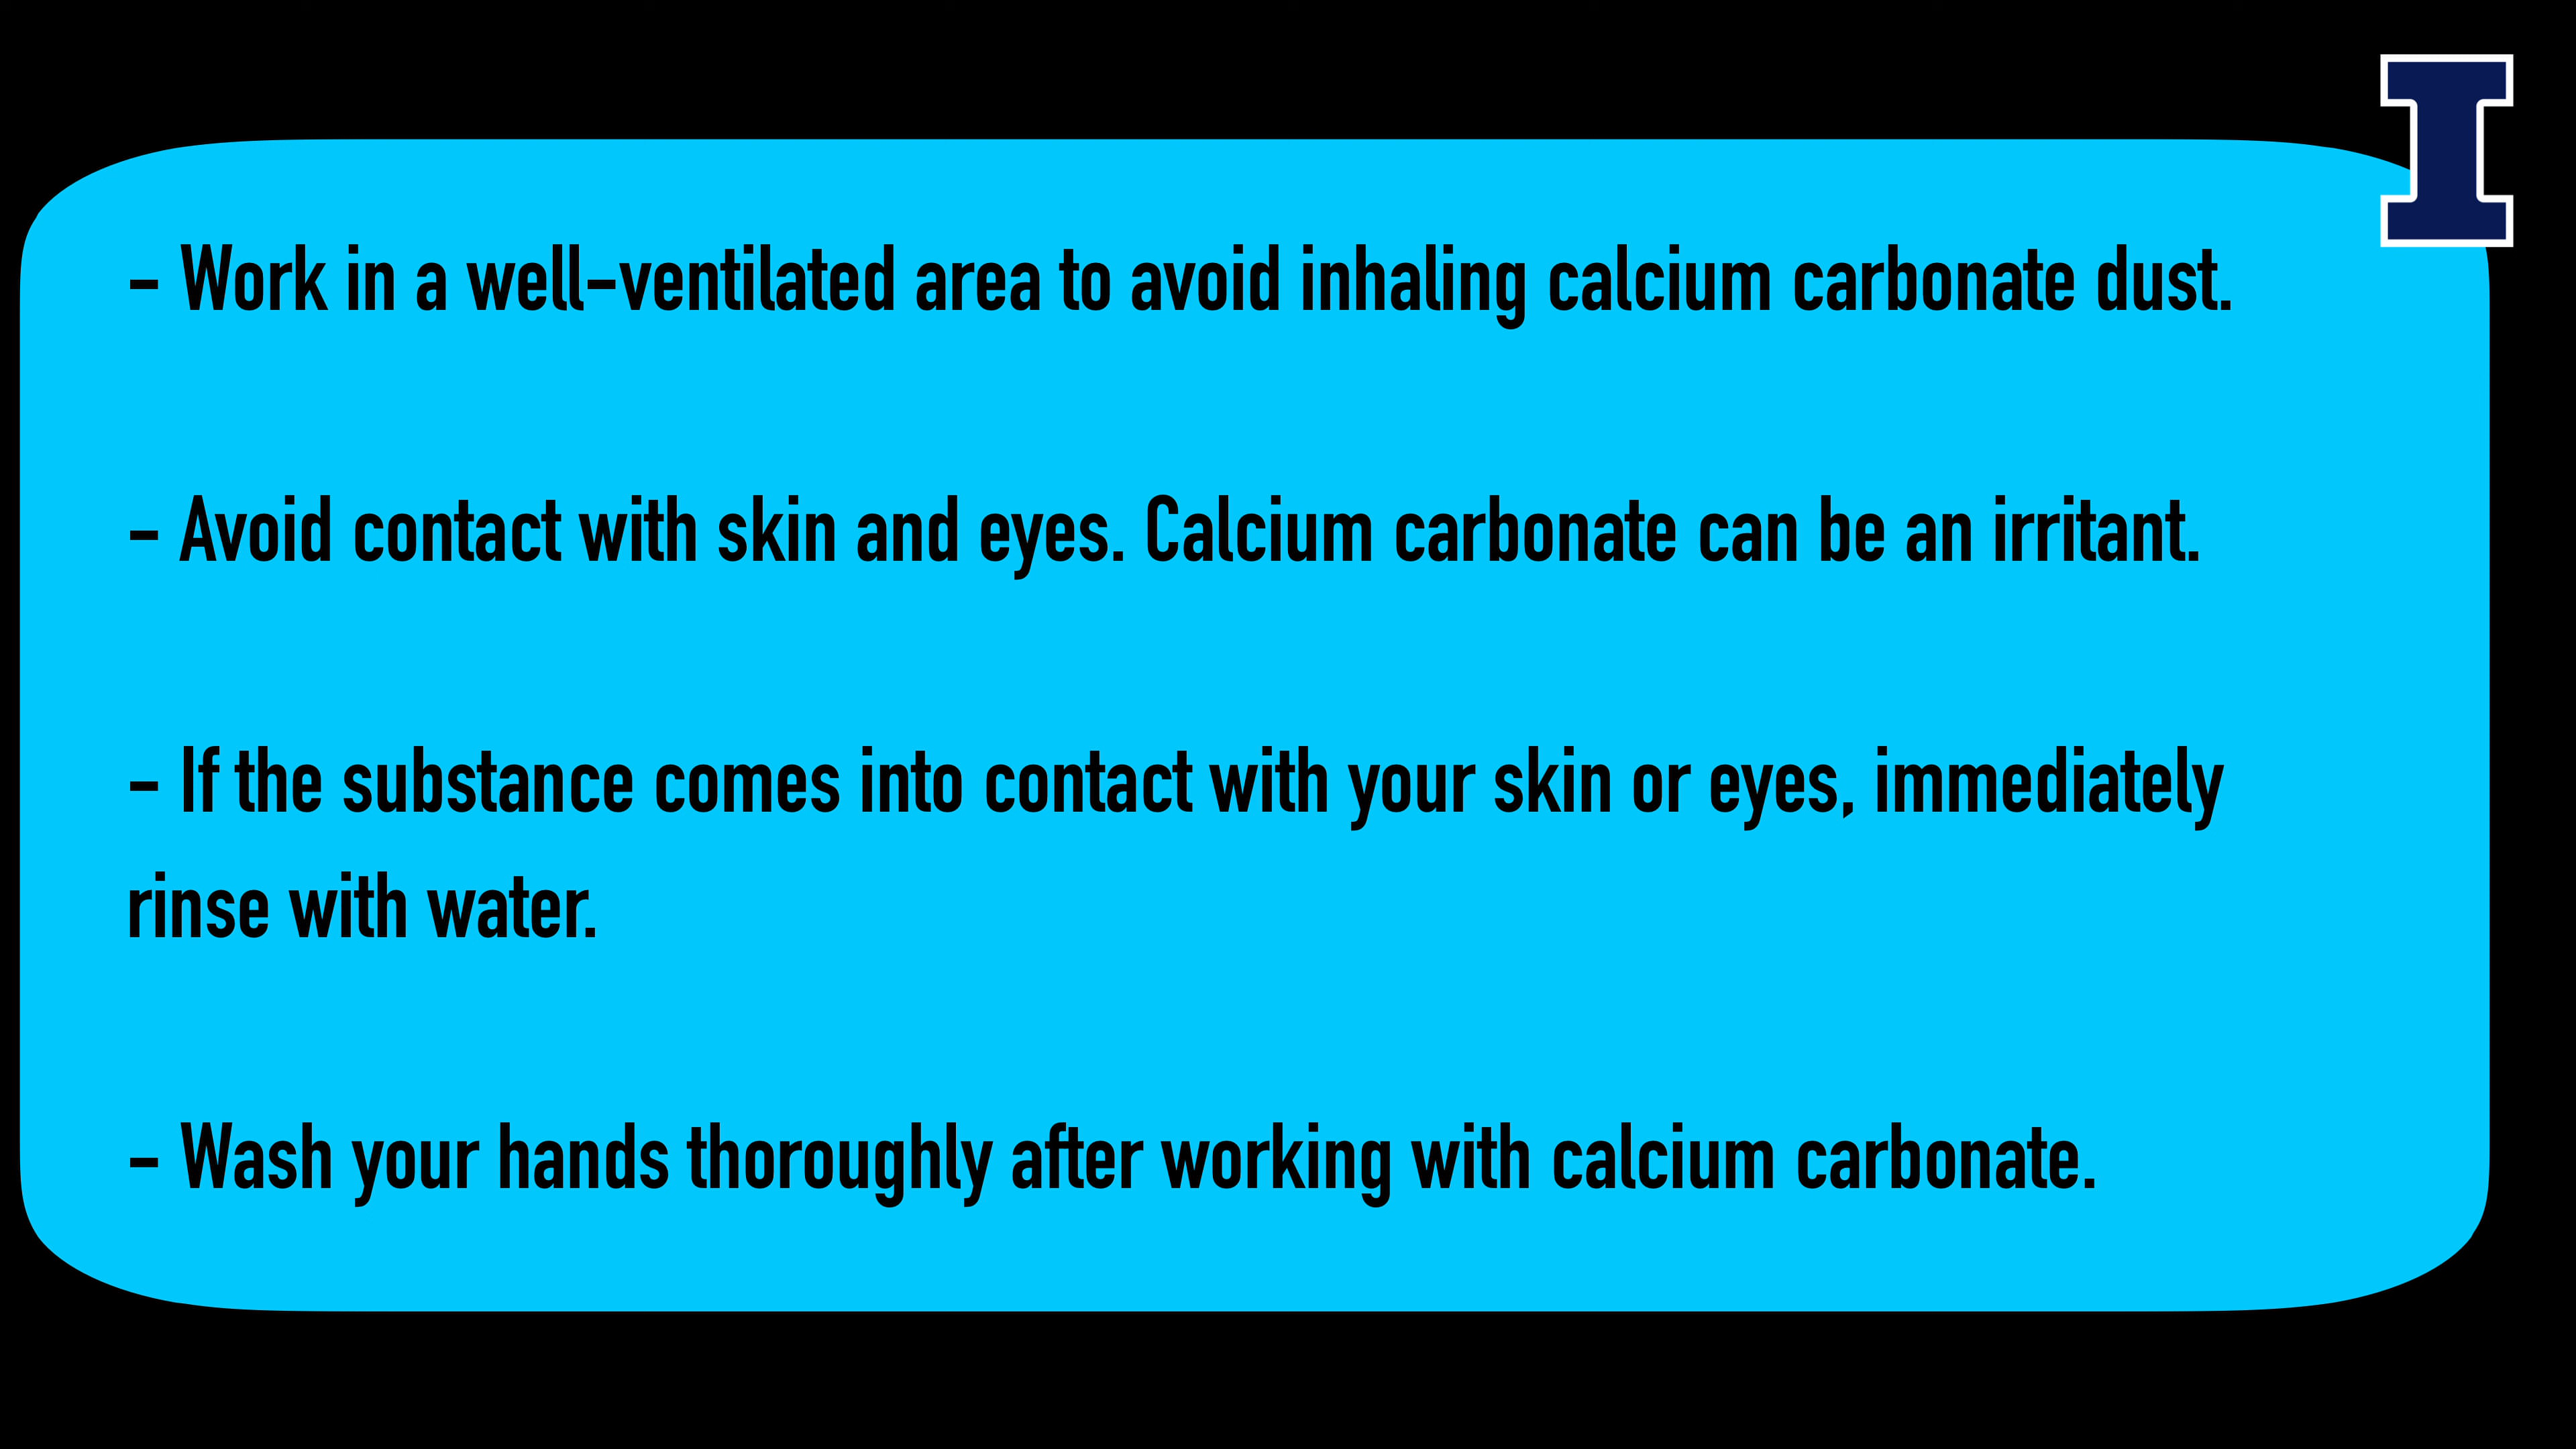 I
- Work in a well-ventilated area to avoid inhaling calcium carbonate dust.
- Avoid contact with skin and eyes. Calcium carbonate can be an irritant.
- If the substance comes into contact with your skin or eyes, immediately
rinse with water.
- Wash your hands thoroughly after working with calcium carbonate.